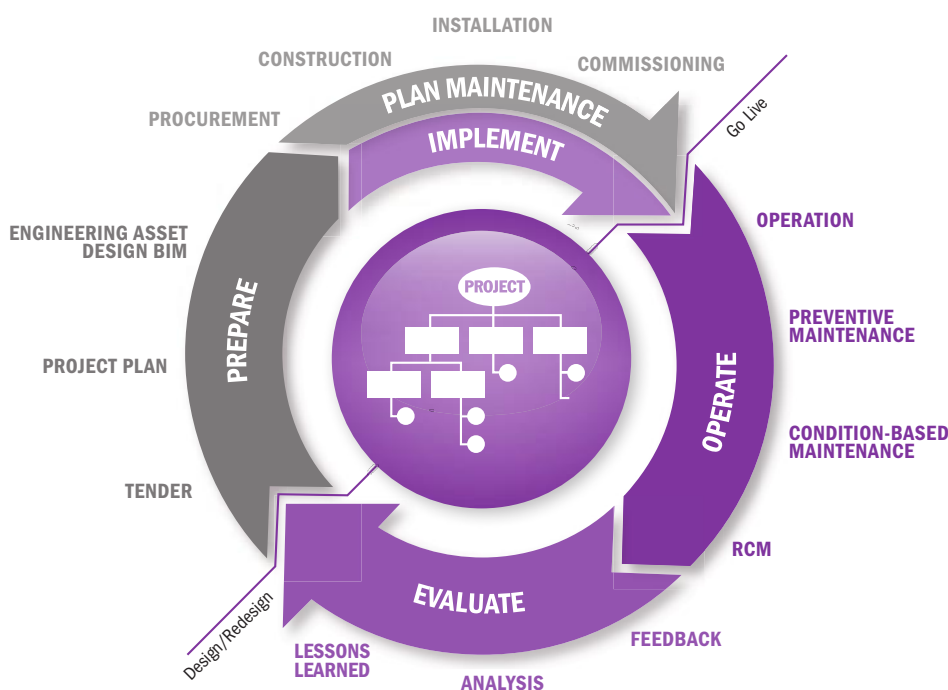 INSTALLATION
CONSTRUCTION
COMMISSIONING
PLAN MAINTENANCE
Go Live
PROCUREMENT
IMPLEMENT
OPERATION
ENGINEERING ASSET
DESIGN BIM
PROJECT
PREPARE
PREVENTIVE
MAINTENANCE
PROJECT PLAN
OPERATE
CONDITION-BASED
MAINTENANCE
TENDER
RCM
EVALUATE
Design/Redesign
FEEDBACK
LESSONS
LEARNED
ANALYSIS